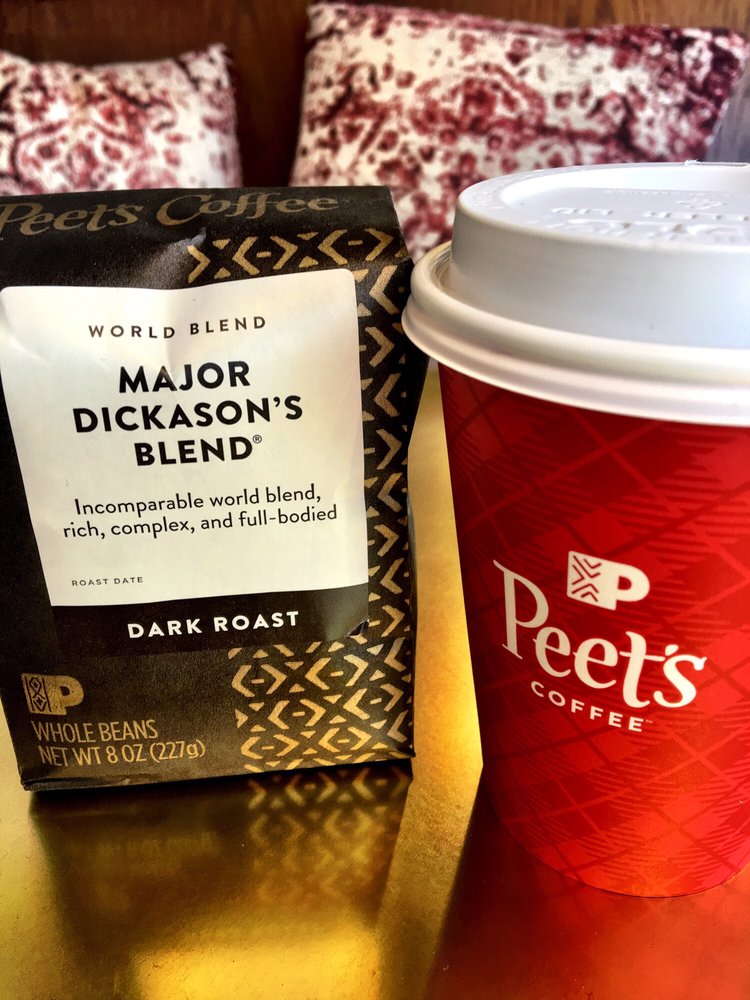 Peet's Coffee
WORLD BLEND
MAJOR
DICKASON'S
BLEND®
Incomparable world blend,
rich, complex, and full-bodied
ROAST DATE
DARK ROAST
P
WHOLE BEANS
NET WT 8 OZ (227g)
P
Peet's
COFFEE™